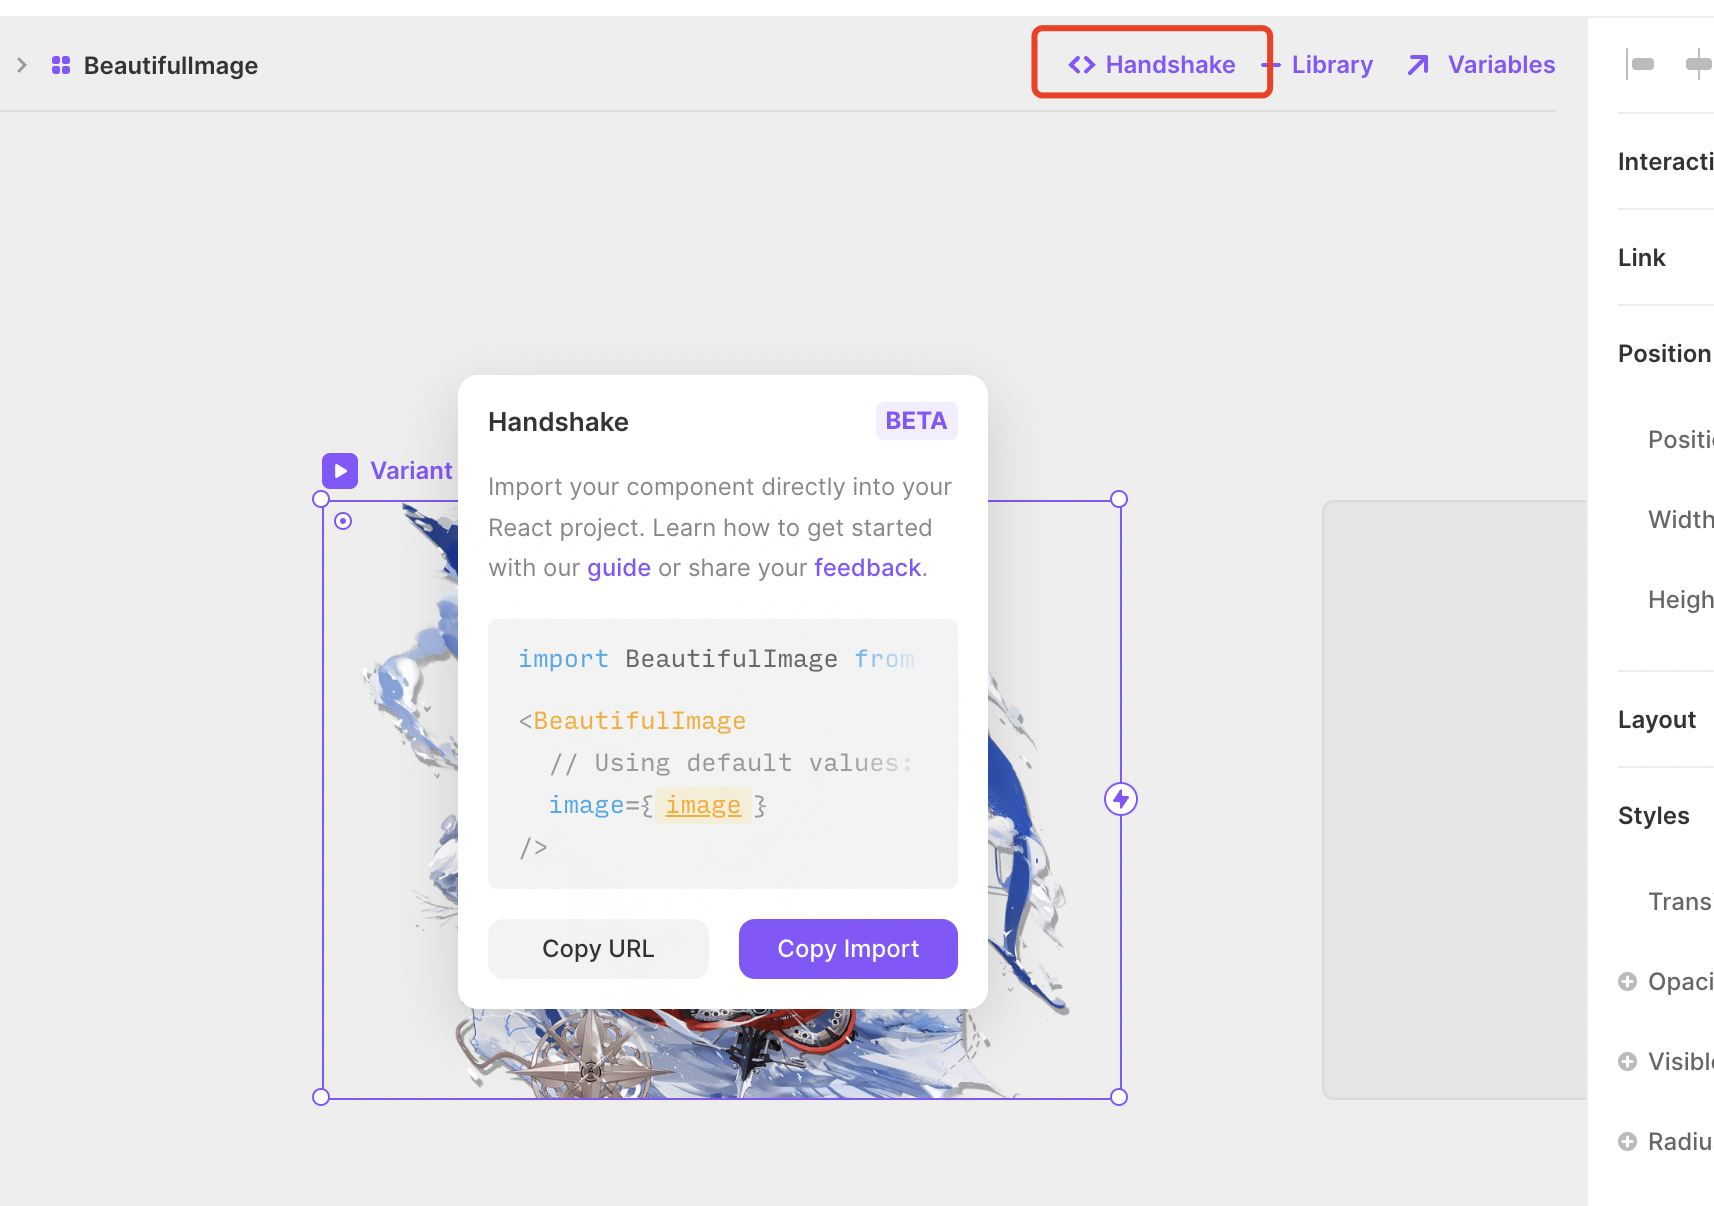 BeautifulImage
<> Handshake
Library
Variables
Link
Position
Layout
Styles
Variant
Handshake
BETA
Import your component directly into your
React project. Learn how to get started
with our guide or share your feedback.
import BeautifulImage from
<BeautifulImage
// Using default values:
image={image}
/>
Copy URL
Copy Import
Interacti
Positi
Width
Heigh
Trans
Opaci
Visible
Radiu